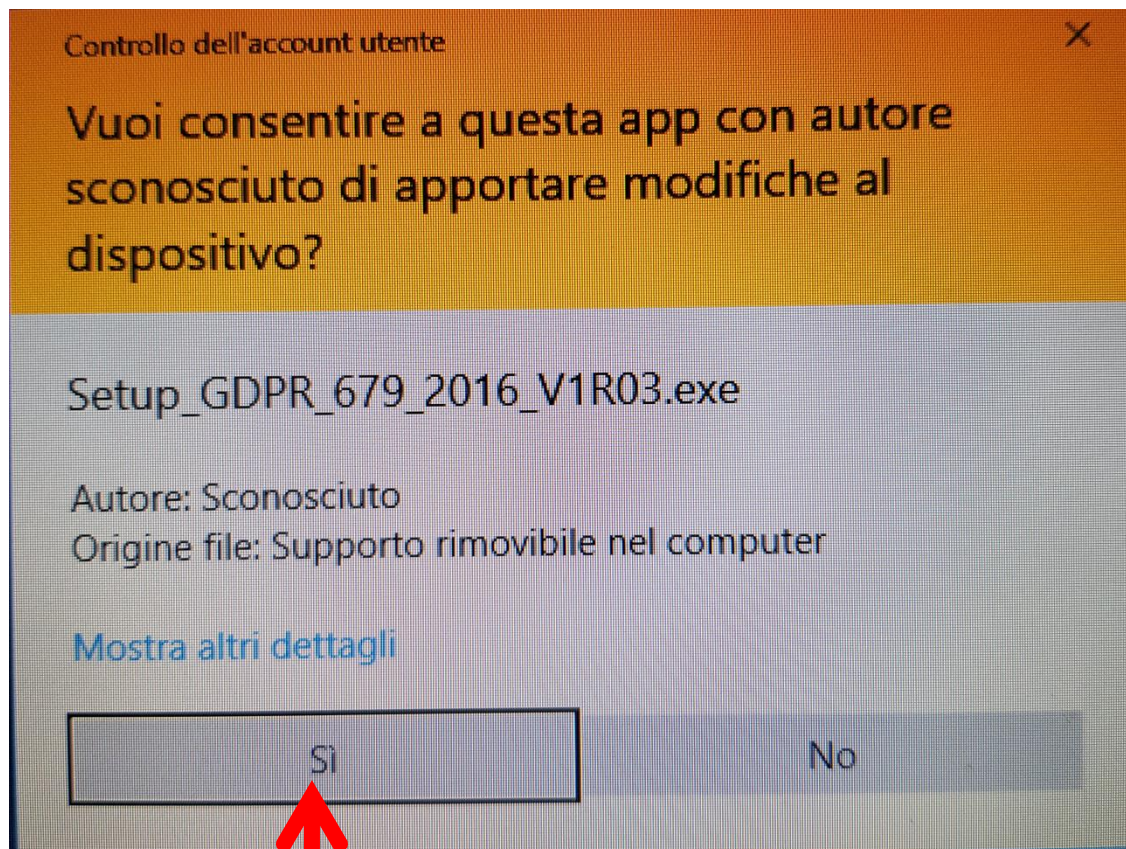 Controllo dell'account utente
Vuoi consentire a questa app con autore
sconosciuto di apportare modifiche al
dispositivo?
Setup_GDPR_679_2016_V1R03.exe
Autore: Sconosciuto
Origine file: Supporto rimovibile nel computer
Mostra altri dettagli
Sì
No